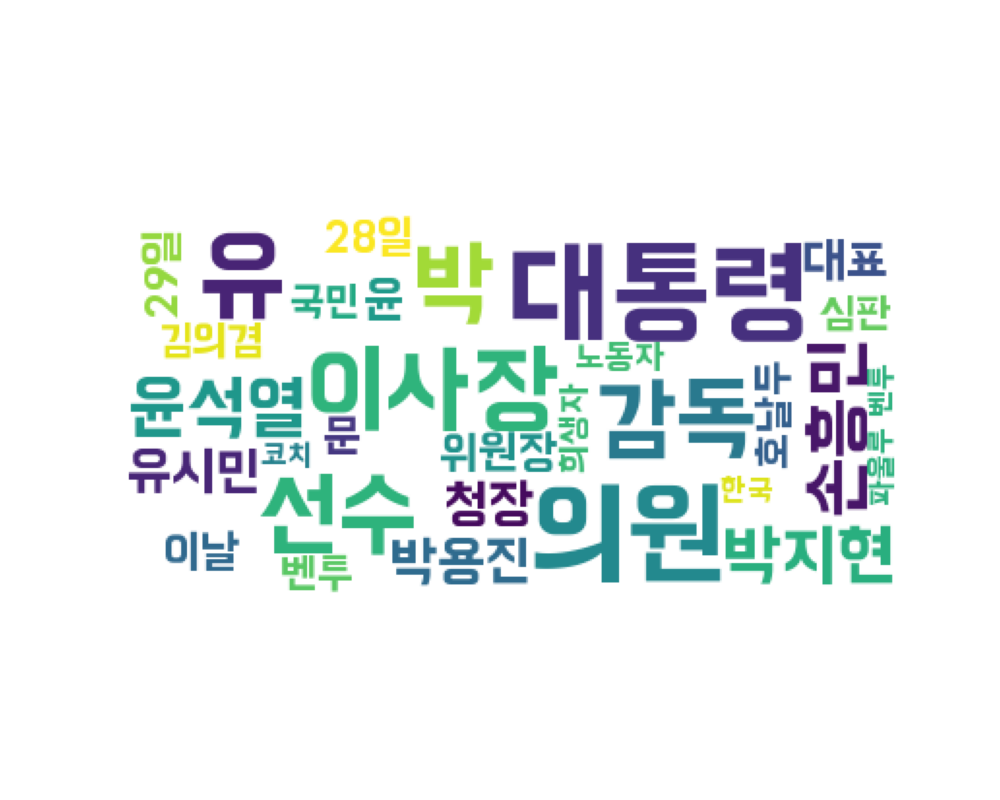 29일
유
28일
박
대통령
대표
국민
윤
심판
김의겸
이사장
노동자
손흥민
윤석열
감독
호날두
파울루 벤투
희생자
문
위원장
유시민
코치
선수
청장
의원
한국
이날
벤투
박용진
박지현